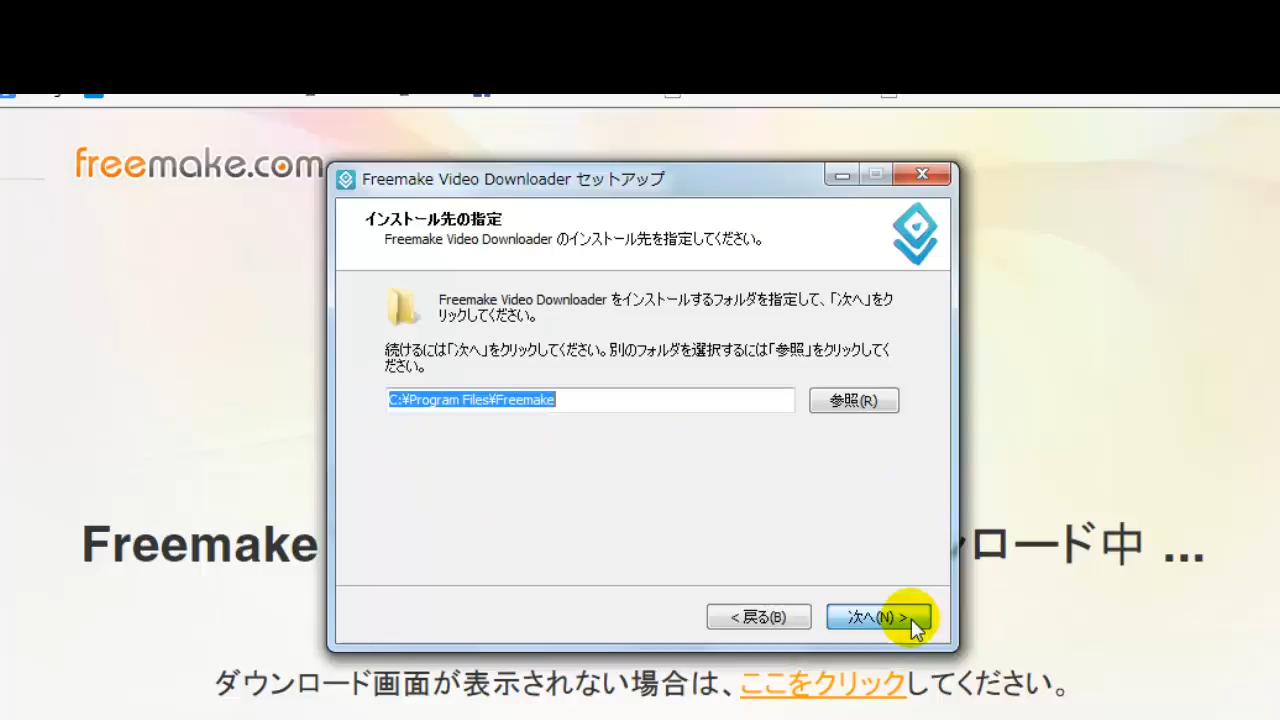 freemake.com
Freemake Video Downloader セットアップ
インストール先の指定
Freemake Video Downloader のインストール先を指定してください。
Freemake Video Downloader をインストールするフォルダを指定して、「次へ」をク
リックしてください。
続けるには「次へ」をクリックしてください。別のフォルダを選択するには「参照」をクリックしてく
ださい。
C:¥Program Files¥Freemake
参照(R)
Freemake
ロード中 ...
< 戻る(B)
次へ(N) >
ダウンロード画面が表示されない場合は、ここをクリックしてください。